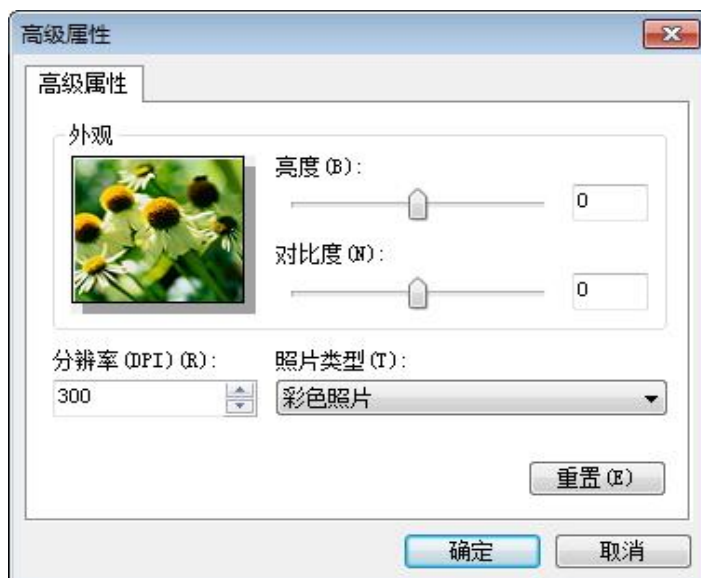 高级属性
高级属性
外观
亮度(B):
0
对比度(N):
0
分辨率(DPI)(R):
照片类型(T):
300
彩色照片
重置(E)
确定
取消